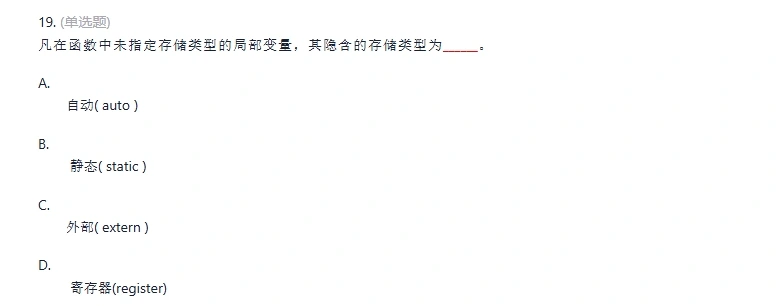 19. (单选题)
凡在函数中未指定存储类型的局部变量，其隐含的存储类型为_____。
A.
自动( auto )
B.
静态( static )
C.
外部( extern )
D.
寄存器(register)